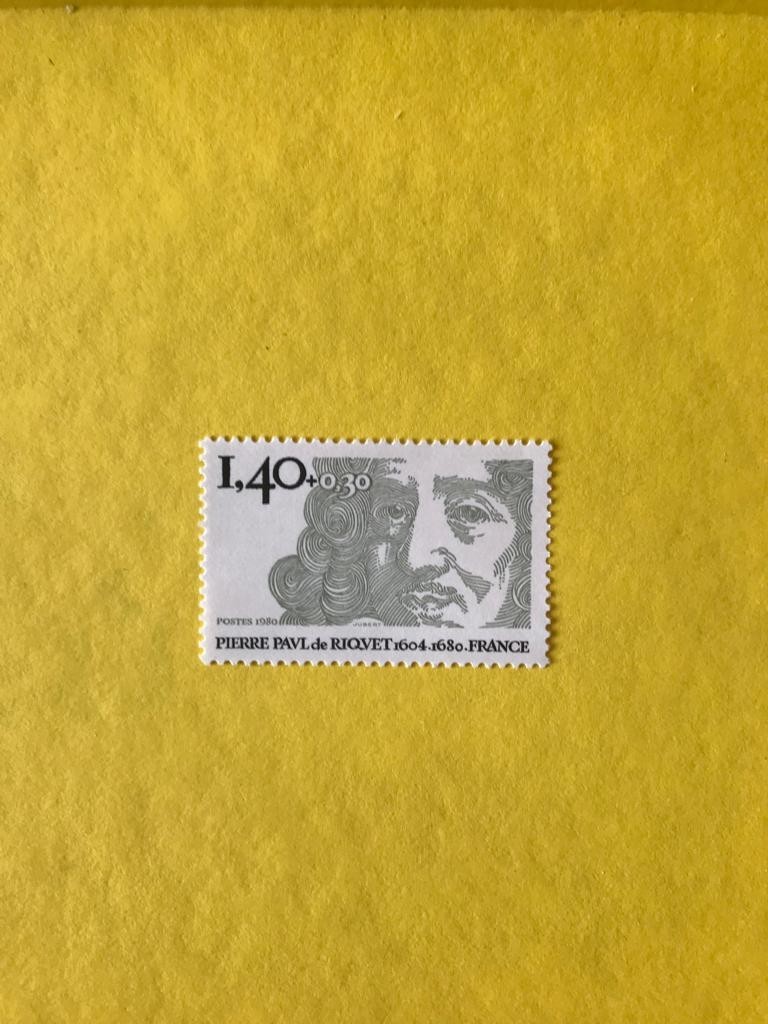 1,40+0,30
POSTES 1980
JUBERT
PIERRE PAVL de RIQVET 1604.1680.FRANCE